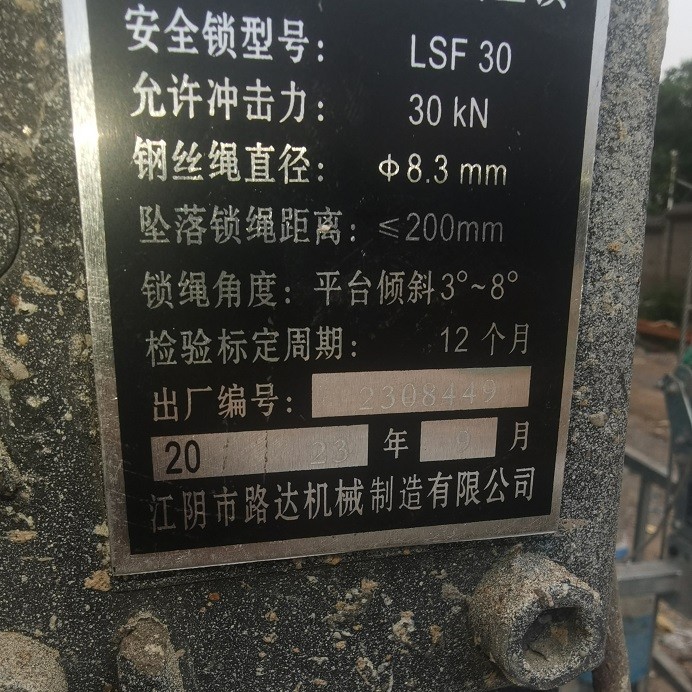 安全锁型号： LSF 30
允许冲击力： 30 kN
钢丝绳直径： Φ8.3 mm
坠落锁绳距离：≤200mm
锁绳角度：平台倾斜3°~8°
检验标定周期： 12 个月
出厂编号： 2308449
20 23 年 9 月
江阴市路达机械制造有限公司